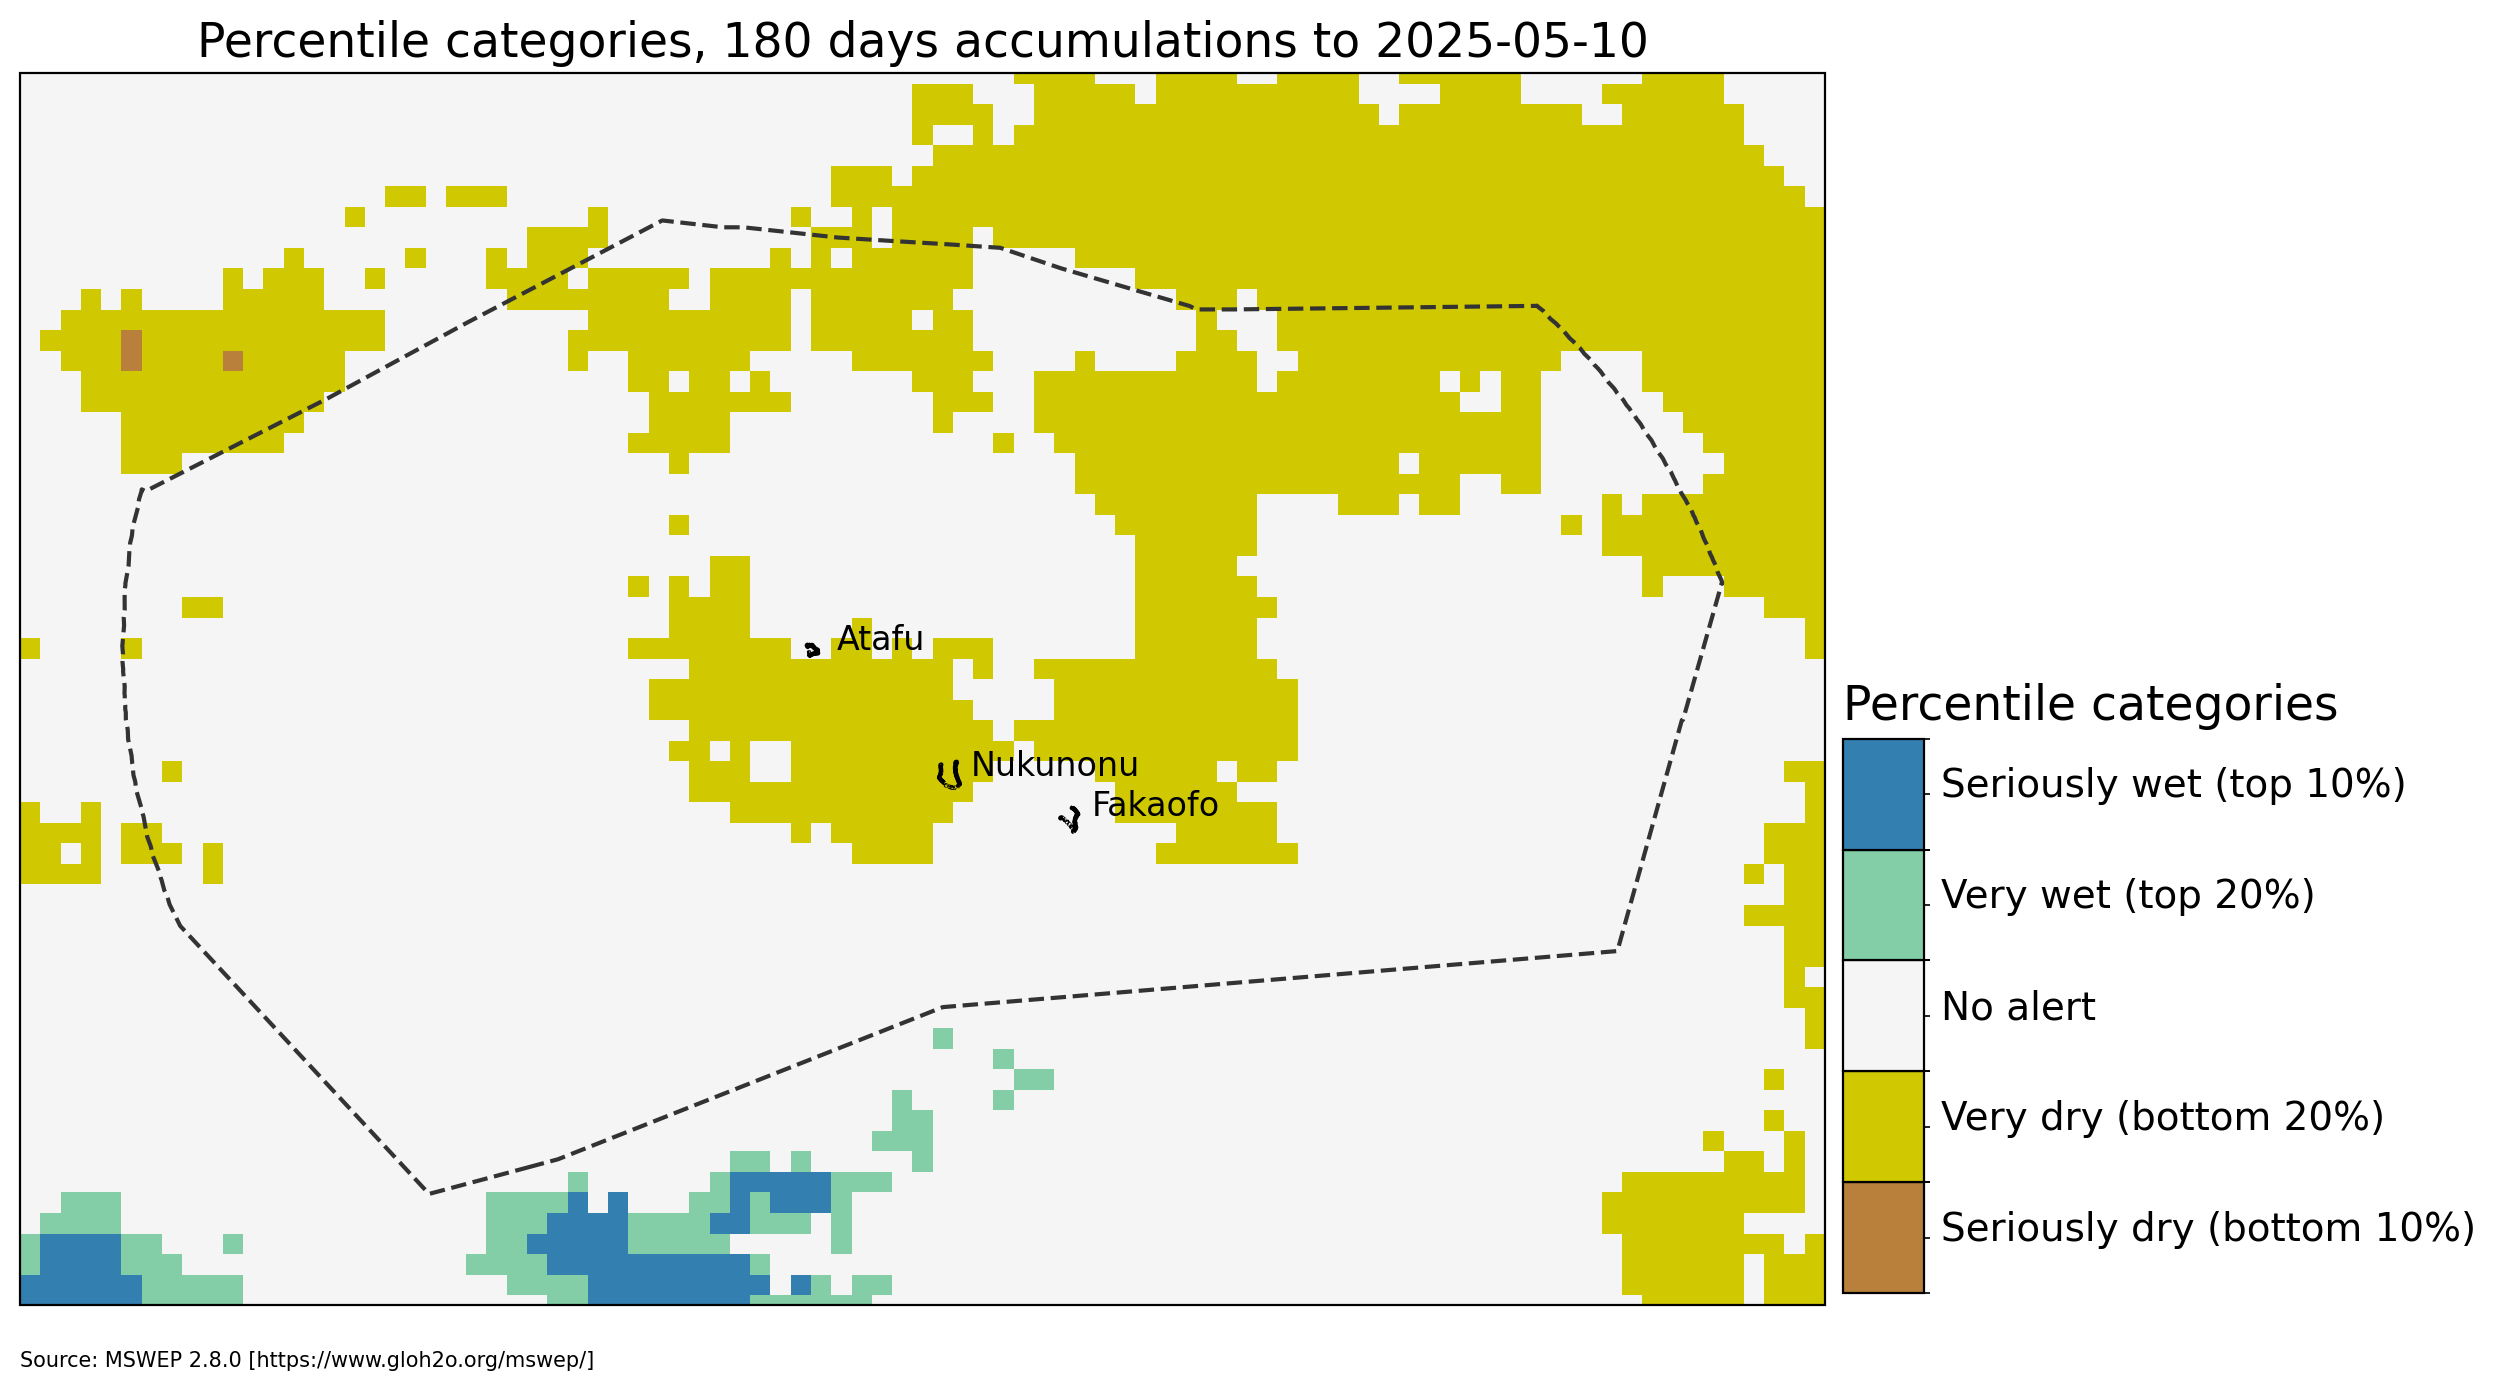 Percentile categories, 180 days accumulations to 2025-05-10
Atafu
Nukunonu
Fakaofo
Percentile categories
Seriously wet (top 10%)
Very wet (top 20%)
No alert
Very dry (bottom 20%)
Seriously dry (bottom 10%)
Source: MSWEP 2.8.0 [https://www.gloh2o.org/mswep/]